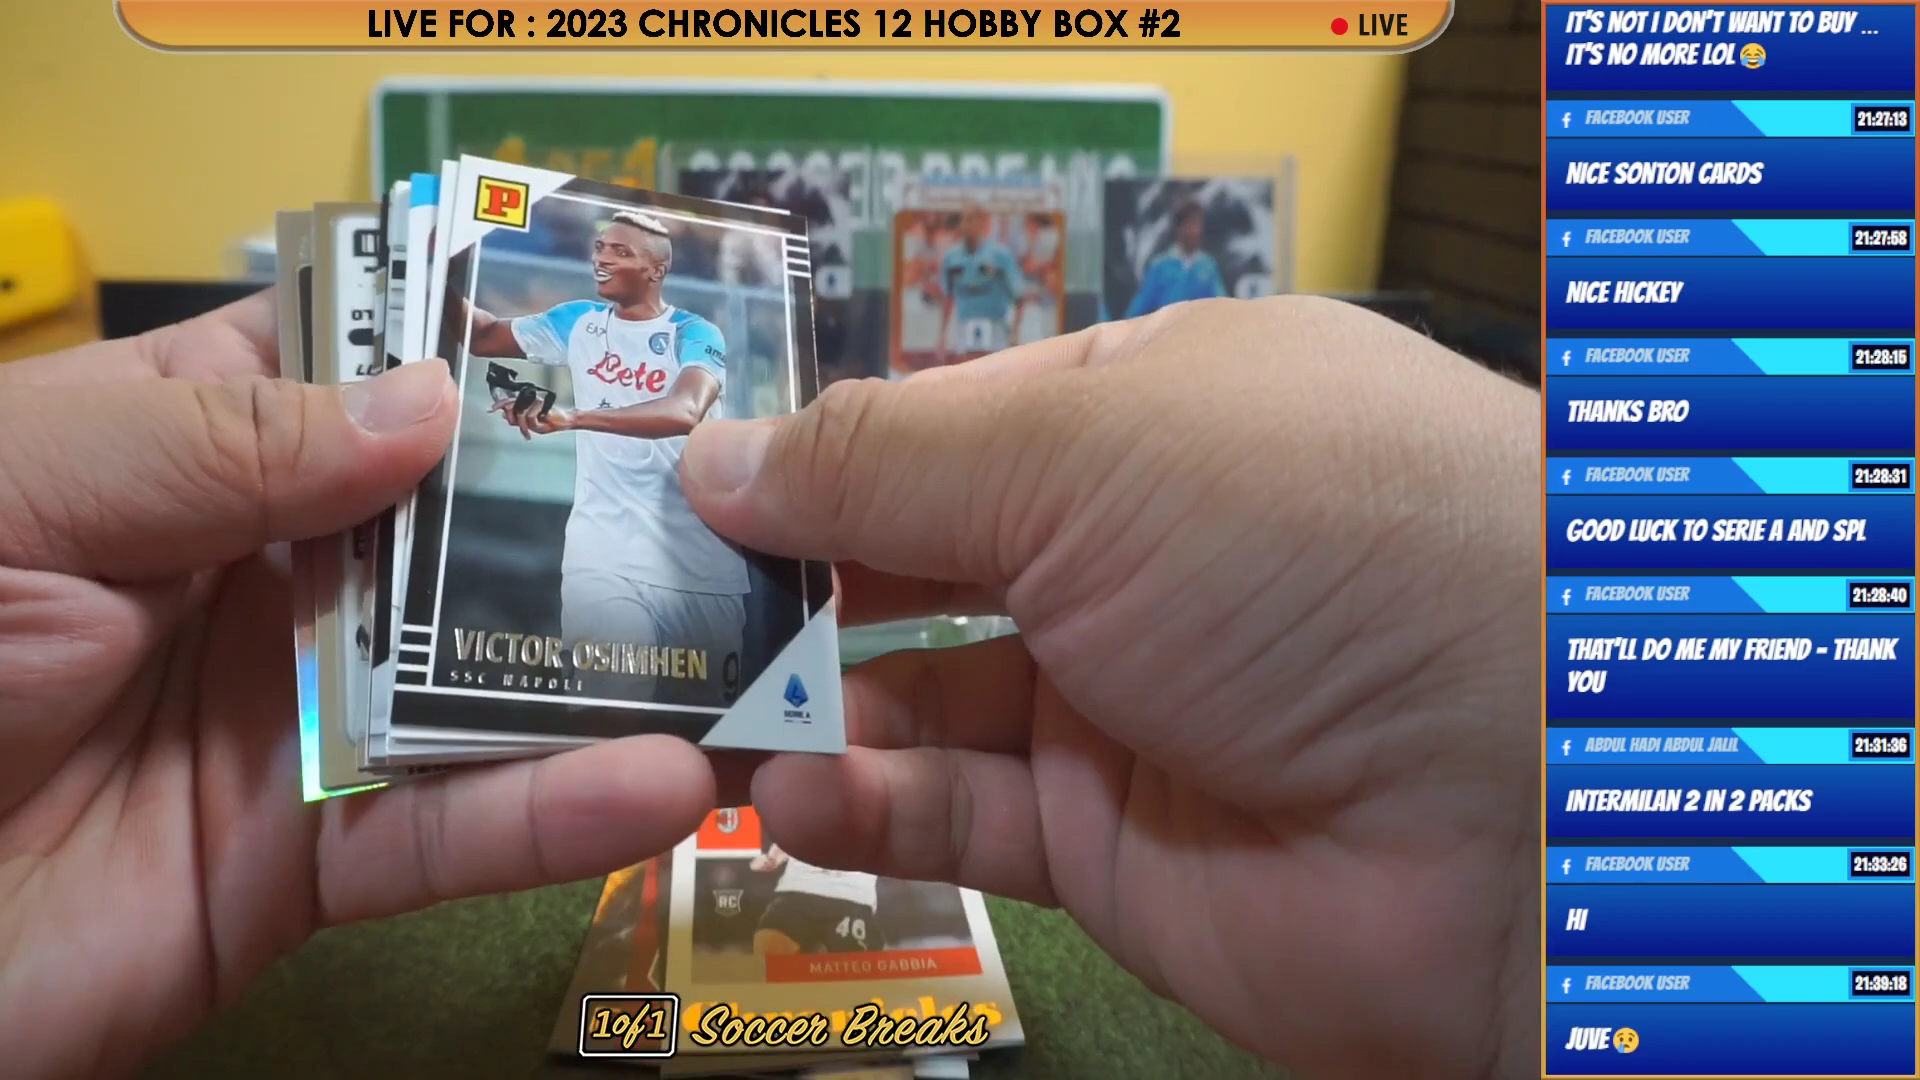 LIVE FOR : 2023 CHRONICLES 12 HOBBY BOX #2
LIVE
P
EA7
Lete
VICTOR OSIMHEN
SSC NAPOLI
9
SERIE A
RC
46
MATTEO GABBIA
Chronicles
1of1 Soccer Breaks
IT'S NOT I DON'T WANT TO BUY ...
IT'S NO MORE LOL 😂
FACEBOOK USER 21:27:13
NICE SONTON CARDS
FACEBOOK USER 21:27:58
NICE HICKEY
FACEBOOK USER 21:28:15
THANKS BRO
FACEBOOK USER 21:28:31
GOOD LUCK TO SERIE A AND SPL
FACEBOOK USER 21:28:40
THAT'LL DO ME MY FRIEND - THANK
YOU
ABDUL HADI ABDUL JALIL 21:31:36
INTERMILAN 2 IN 2 PACKS
FACEBOOK USER 21:33:26
HI
FACEBOOK USER 21:39:18
JUVE 😢